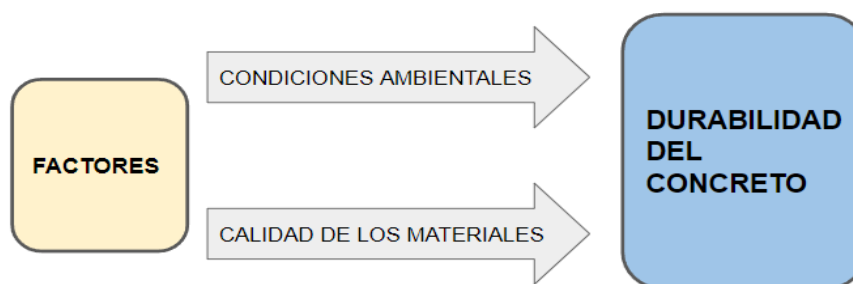 FACTORES
CONDICIONES AMBIENTALES
CALIDAD DE LOS MATERIALES
DURABILIDAD
DEL
CONCRETO